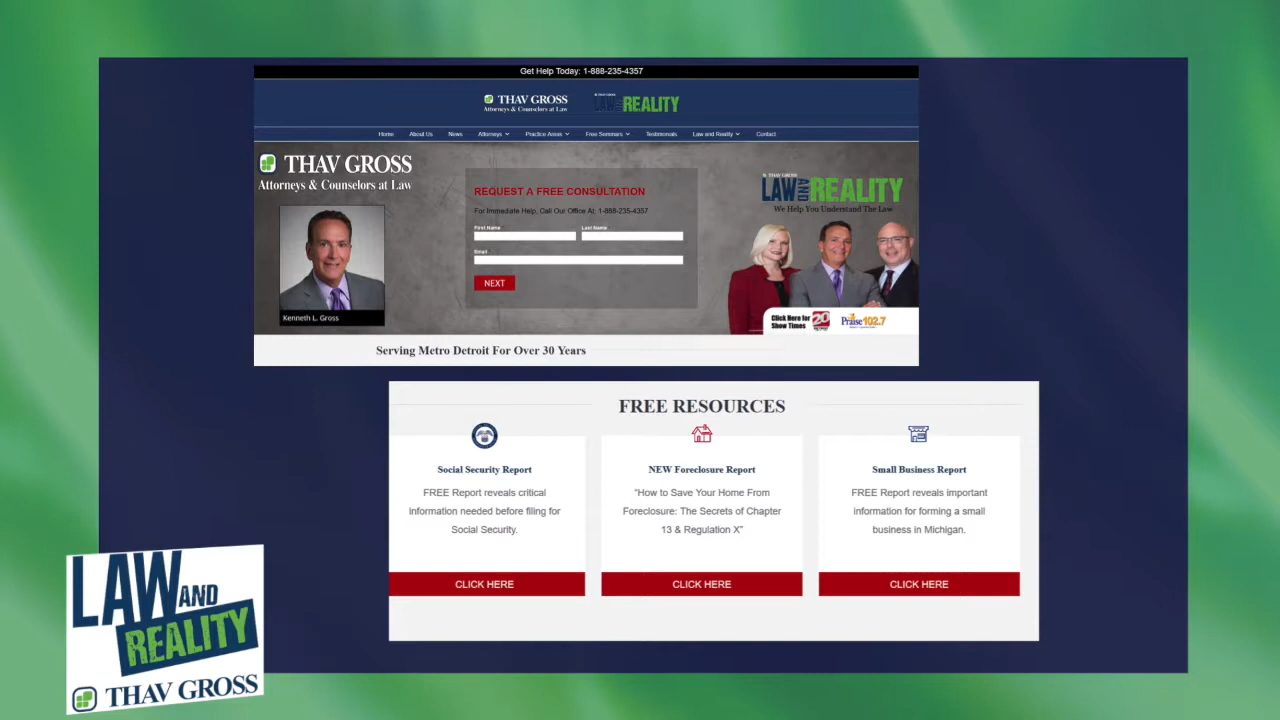 Get Help Today: 1-888-235-4357
THAV GROSS
Attorneys & Counselors at Law
THAV GROSS
LAW AND REALITY
Home About Us News Attorneys Practice Areas Free Seminars Testimonials Law and Reality Contact
THAV GROSS
Attorneys & Counselors at Law
Kenneth L. Gross
REQUEST A FREE CONSULTATION
For Immediate Help, Call Our Office At: 1-888-235-4357
First Name Last Name
Email
NEXT
THAV GROSS
LAW AND REALITY
We Help You Understand The Law
Click Here for
Show Times
20
Praise 102.7
Serving Metro Detroit For Over 30 Years
FREE RESOURCES
Social Security Report
FREE Report reveals critical
information needed before filing for
Social Security.
CLICK HERE
NEW Foreclosure Report
“How to Save Your Home From
Foreclosure: The Secrets of Chapter
13 & Regulation X”
CLICK HERE
Small Business Report
FREE Report reveals important
information for forming a small
business in Michigan.
CLICK HERE
LAW AND
REALITY
THAV GROSS